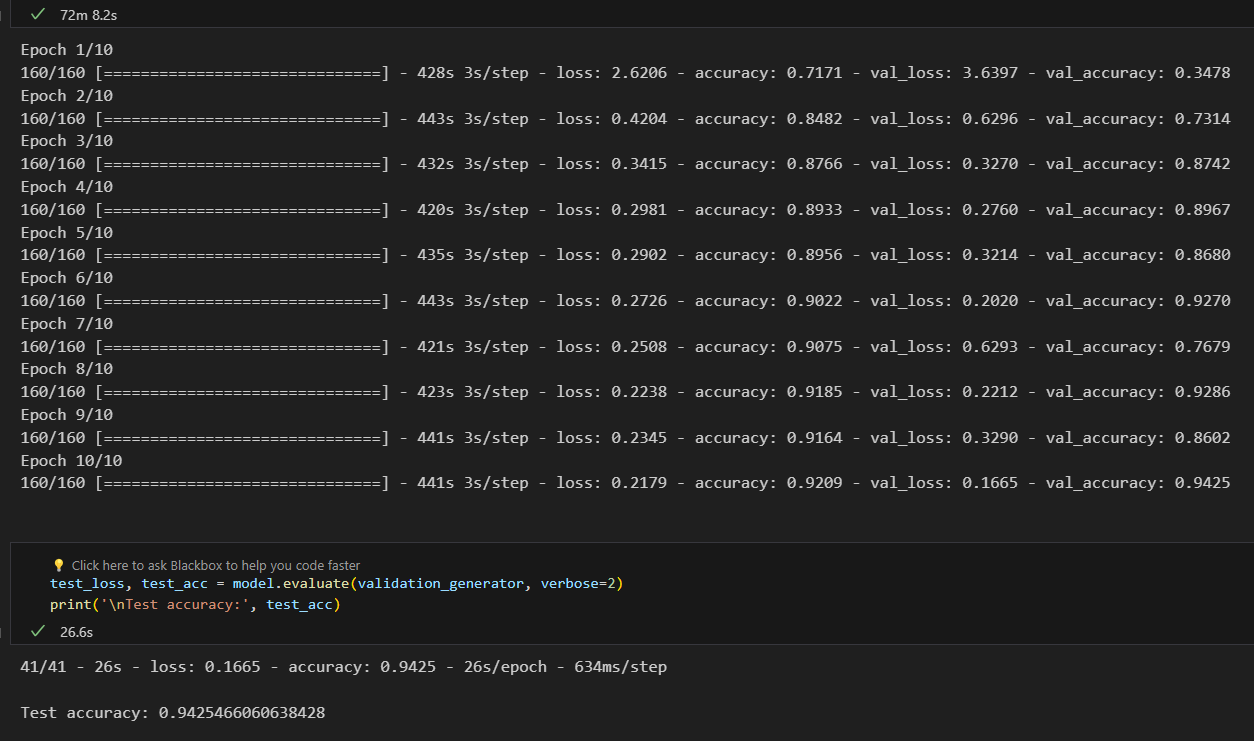 72m 8.2s
Epoch 1/10
160/160 [==============================] - 428s 3s/step - loss: 2.6206 - accuracy: 0.7171 - val_loss: 3.6397 - val_accuracy: 0.3478
Epoch 2/10
160/160 [==============================] - 443s 3s/step - loss: 0.4204 - accuracy: 0.8482 - val_loss: 0.6296 - val_accuracy: 0.7314
Epoch 3/10
160/160 [==============================] - 432s 3s/step - loss: 0.3415 - accuracy: 0.8766 - val_loss: 0.3270 - val_accuracy: 0.8742
Epoch 4/10
160/160 [==============================] - 420s 3s/step - loss: 0.2981 - accuracy: 0.8933 - val_loss: 0.2760 - val_accuracy: 0.8967
Epoch 5/10
160/160 [==============================] - 435s 3s/step - loss: 0.2902 - accuracy: 0.8956 - val_loss: 0.3214 - val_accuracy: 0.8680
Epoch 6/10
160/160 [==============================] - 443s 3s/step - loss: 0.2726 - accuracy: 0.9022 - val_loss: 0.2020 - val_accuracy: 0.9270
Epoch 7/10
160/160 [==============================] - 421s 3s/step - loss: 0.2508 - accuracy: 0.9075 - val_loss: 0.6293 - val_accuracy: 0.7679
Epoch 8/10
160/160 [==============================] - 423s 3s/step - loss: 0.2238 - accuracy: 0.9185 - val_loss: 0.2212 - val_accuracy: 0.9286
Epoch 9/10
160/160 [==============================] - 441s 3s/step - loss: 0.2345 - accuracy: 0.9164 - val_loss: 0.3290 - val_accuracy: 0.8602
Epoch 10/10
160/160 [==============================] - 441s 3s/step - loss: 0.2179 - accuracy: 0.9209 - val_loss: 0.1665 - val_accuracy: 0.9425
Click here to ask Blackbox to help you code faster
test_loss, test_acc = model.evaluate(validation_generator, verbose=2)
print('\nTest accuracy:', test_acc)
26.6s
41/41 - 26s - loss: 0.1665 - accuracy: 0.9425 - 26s/epoch - 634ms/step
Test accuracy: 0.9425466060638428